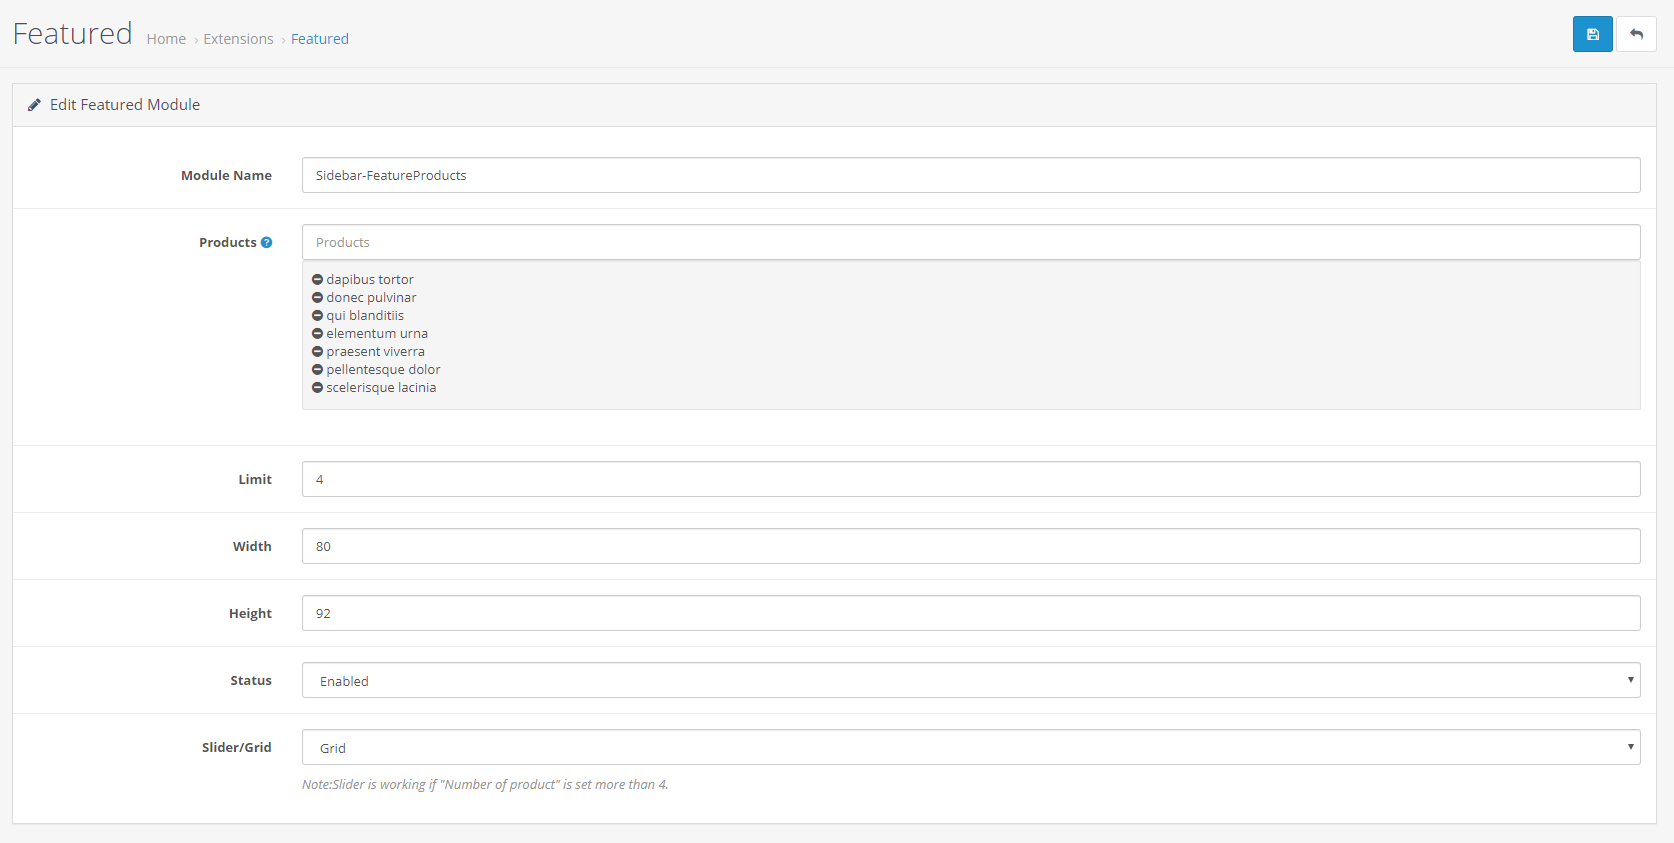 Featured Home › Extensions › Featured
Edit Featured Module
Module Name Sidebar-FeatureProducts
Products ? Products
dapibus tortor
donec pulvinar
qui blanditiis
elementum urna
praesent viverra
pellentesque dolor
scelerisque lacinia
Limit 4
Width 80
Height 92
Status Enabled
Slider/Grid Grid
Note:Slider is working if "Number of product" is set more than 4.